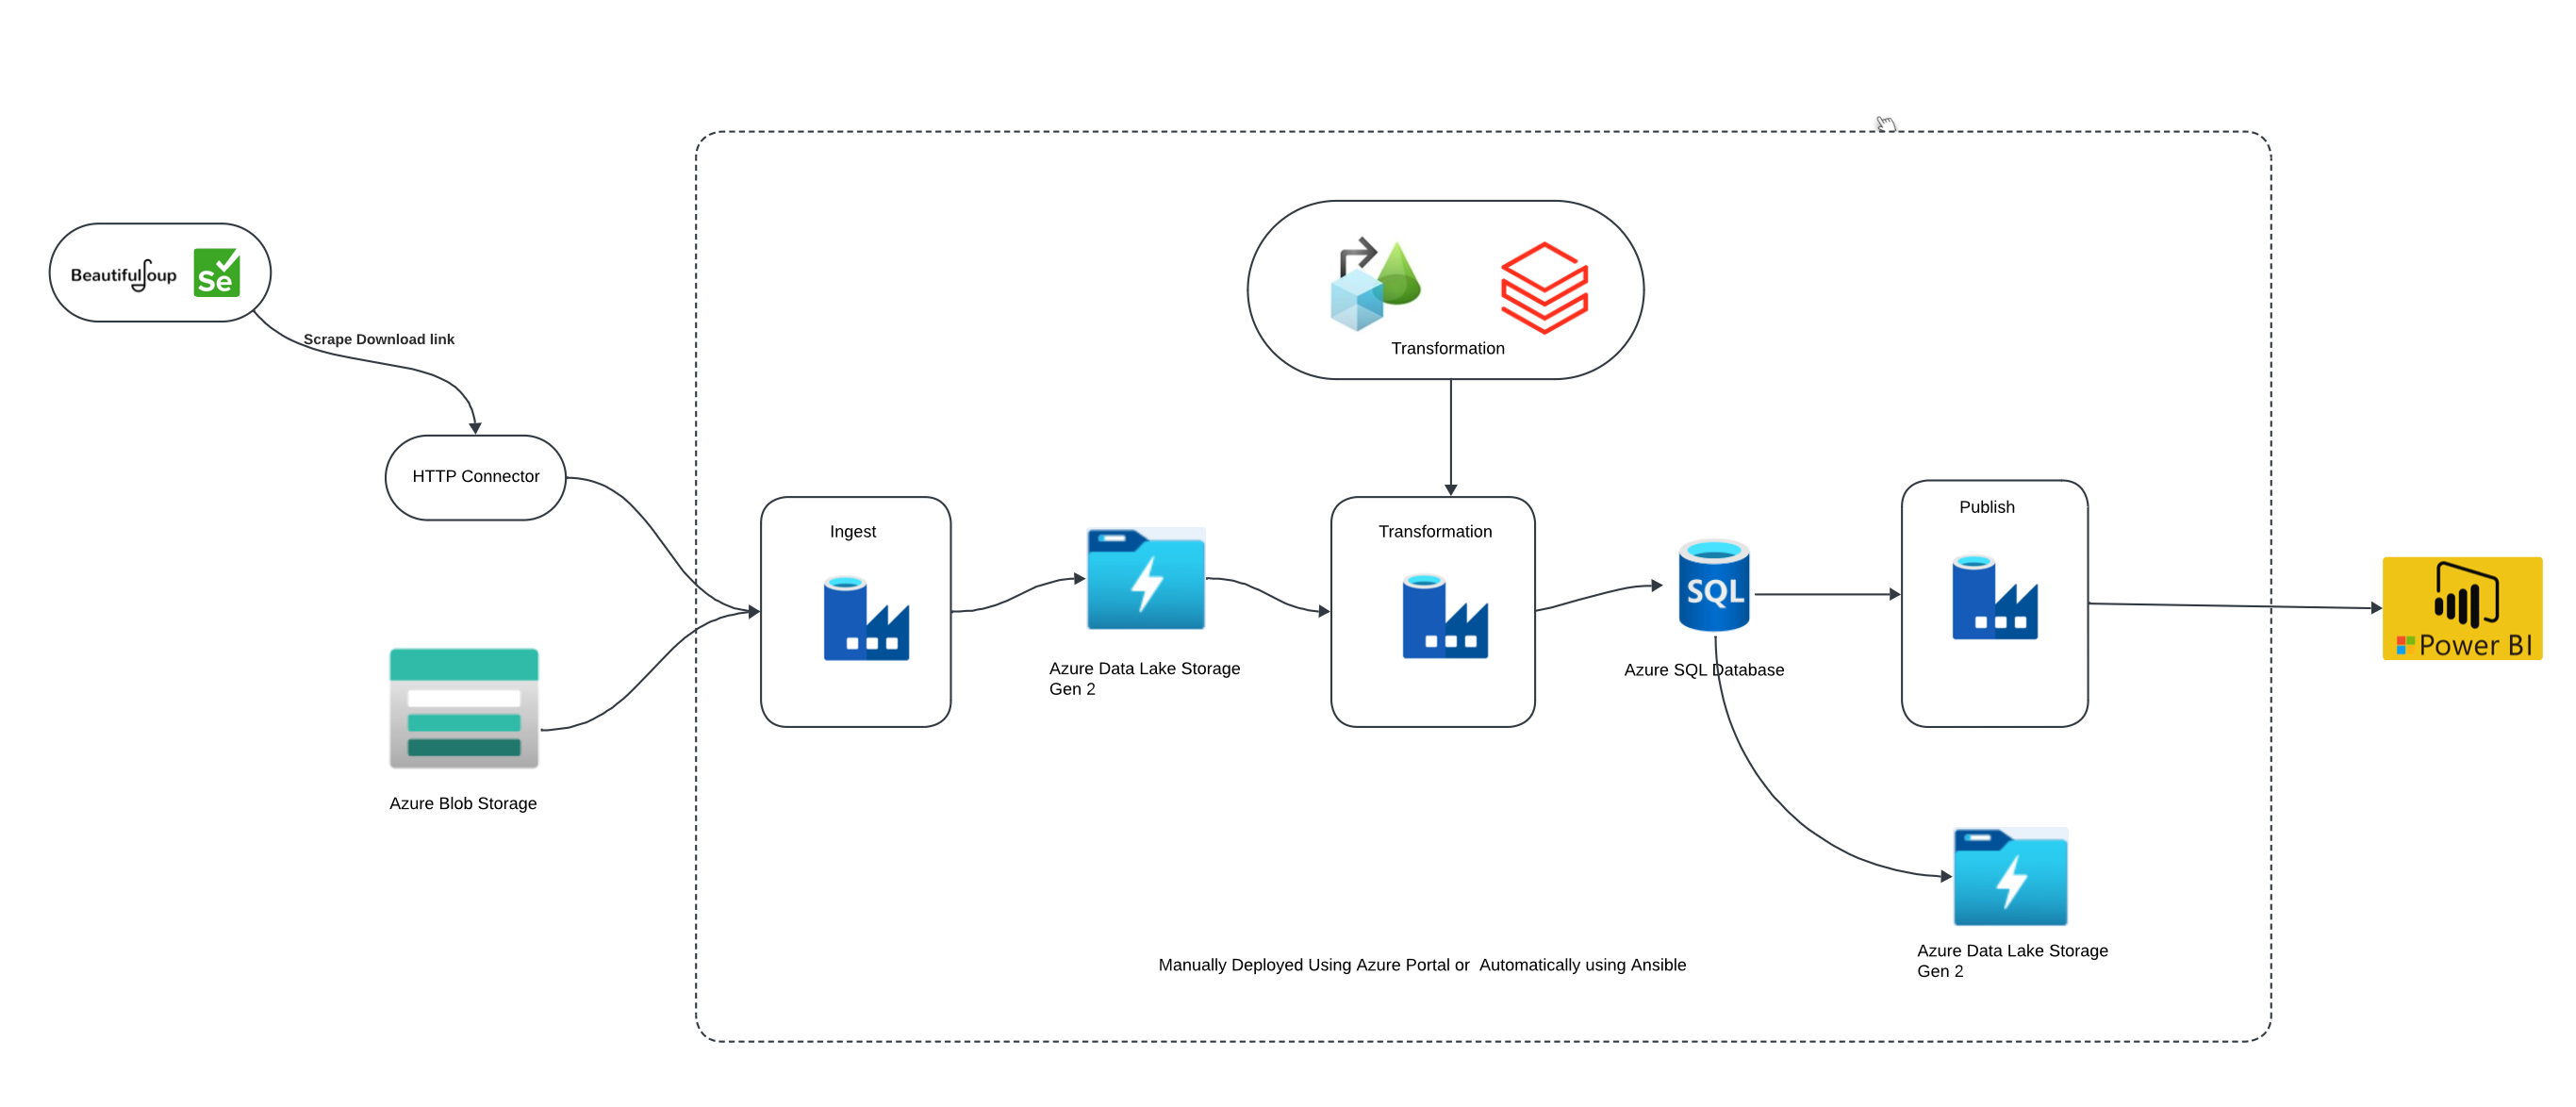 BeautifulSoup
Se
Scrape Download link
HTTP Connector
Azure Blob Storage
Transformation
Ingest
Azure Data Lake Storage
Gen 2
Transformation
SQL
Azure SQL Database
Publish
Power BI
Azure Data Lake Storage
Gen 2
Manually Deployed Using Azure Portal or  Automatically using Ansible